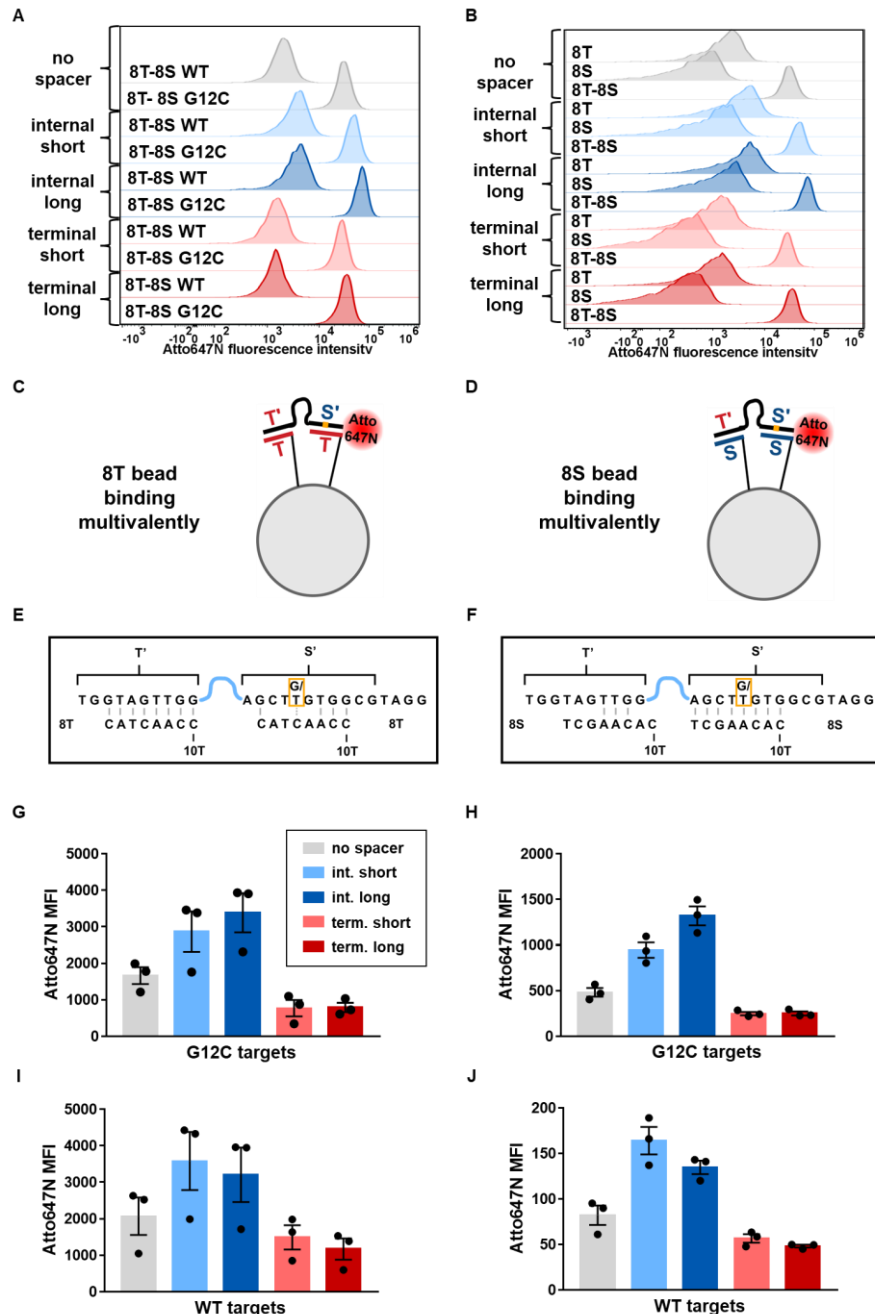 A
no spacer
8T-8S WT
8T- 8S G12C
internal short
8T-8S WT
8T-8S G12C
internal long
8T-8S WT
8T-8S G12C
terminal short
8T-8S WT
8T-8S G12C
terminal long
8T-8S WT
8T-8S G12C
-10³ -10² 0 10² 10³ 10⁴ 10⁵ 10⁶
Atto647N fluorescence intensity
B
no spacer
8T
8S
8T-8S
internal short
8T
8S
8T-8S
internal long
8T
8S
8T-8S
terminal short
8T
8S
8T-8S
terminal long
8T
8S
8T-8S
-10³ 0 10³ 10⁴ 10⁵ 10⁶
Atto647N fluorescence intensity
C
8T bead
binding
multivalently
T' S' Atto
647N
T T
D
8S bead
binding
multivalently
T' S' Atto
647N
S S
E
T' S'
G/
TGGTAGTTGG AGCTTGTGGCGTAGG
8T CATCAACC CATCAACC 8T
10T 10T
F
T' S'
G/
TGGTAGTTGG AGCTTGTGGCGTAGG
8S TCGAACAC TCGAACAC 8S
10T 10T
G
Atto647N MFI
5000
4000
3000
2000
1000
0
G12C targets
no spacer
int. short
int. long
term. short
term. long
H
Atto647N MFI
2000
1500
1000
500
0
G12C targets
I
Atto647N MFI
5000
4000
3000
2000
1000
0
WT targets
J
Atto647N MFI
200
150
100
50
0
WT targets